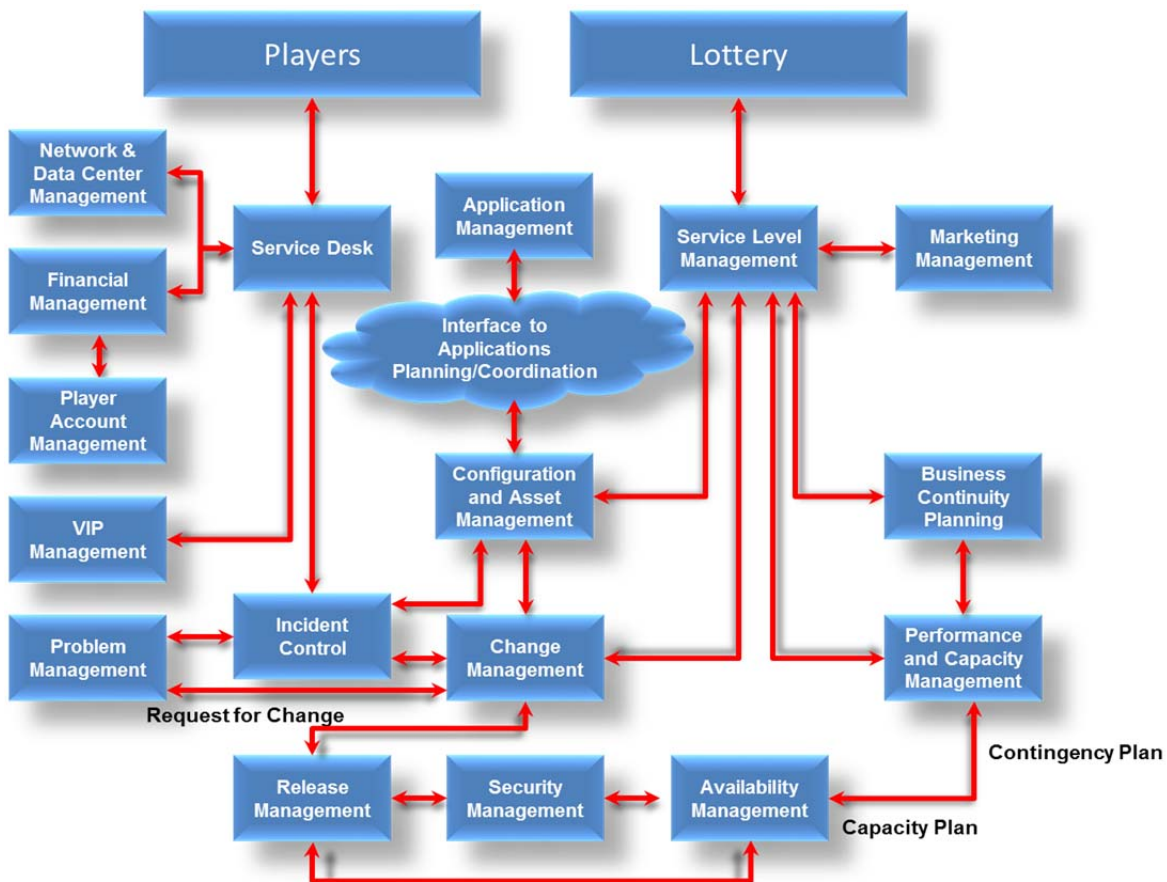 Players
Lottery
Network &
Data Center
Management
Service Desk
Application
Management
Service Level
Management
Marketing
Management
Financial
Management
Interface to
Applications
Planning/Coordination
Player
Account
Management
Configuration
and Asset
Management
Business
Continuity
Planning
VIP
Management
Incident
Control
Problem
Management
Change
Management
Performance
and Capacity
Management
Request for Change
Contingency Plan
Release
Management
Security
Management
Availability
Management
Capacity Plan